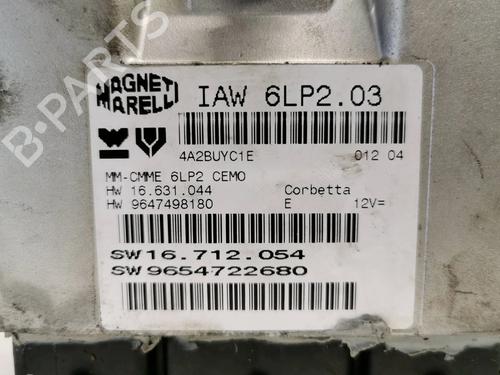 B-PARTS
MAGNETI MARELLI
IAW 6LP2.03
4A2BUYC1E 012 04
MM-CMME 6LP2 CEMO
HW 16.631.044 Corbetta
HW 9647498180 E 12V=
SW16.712.054
SW9654722680